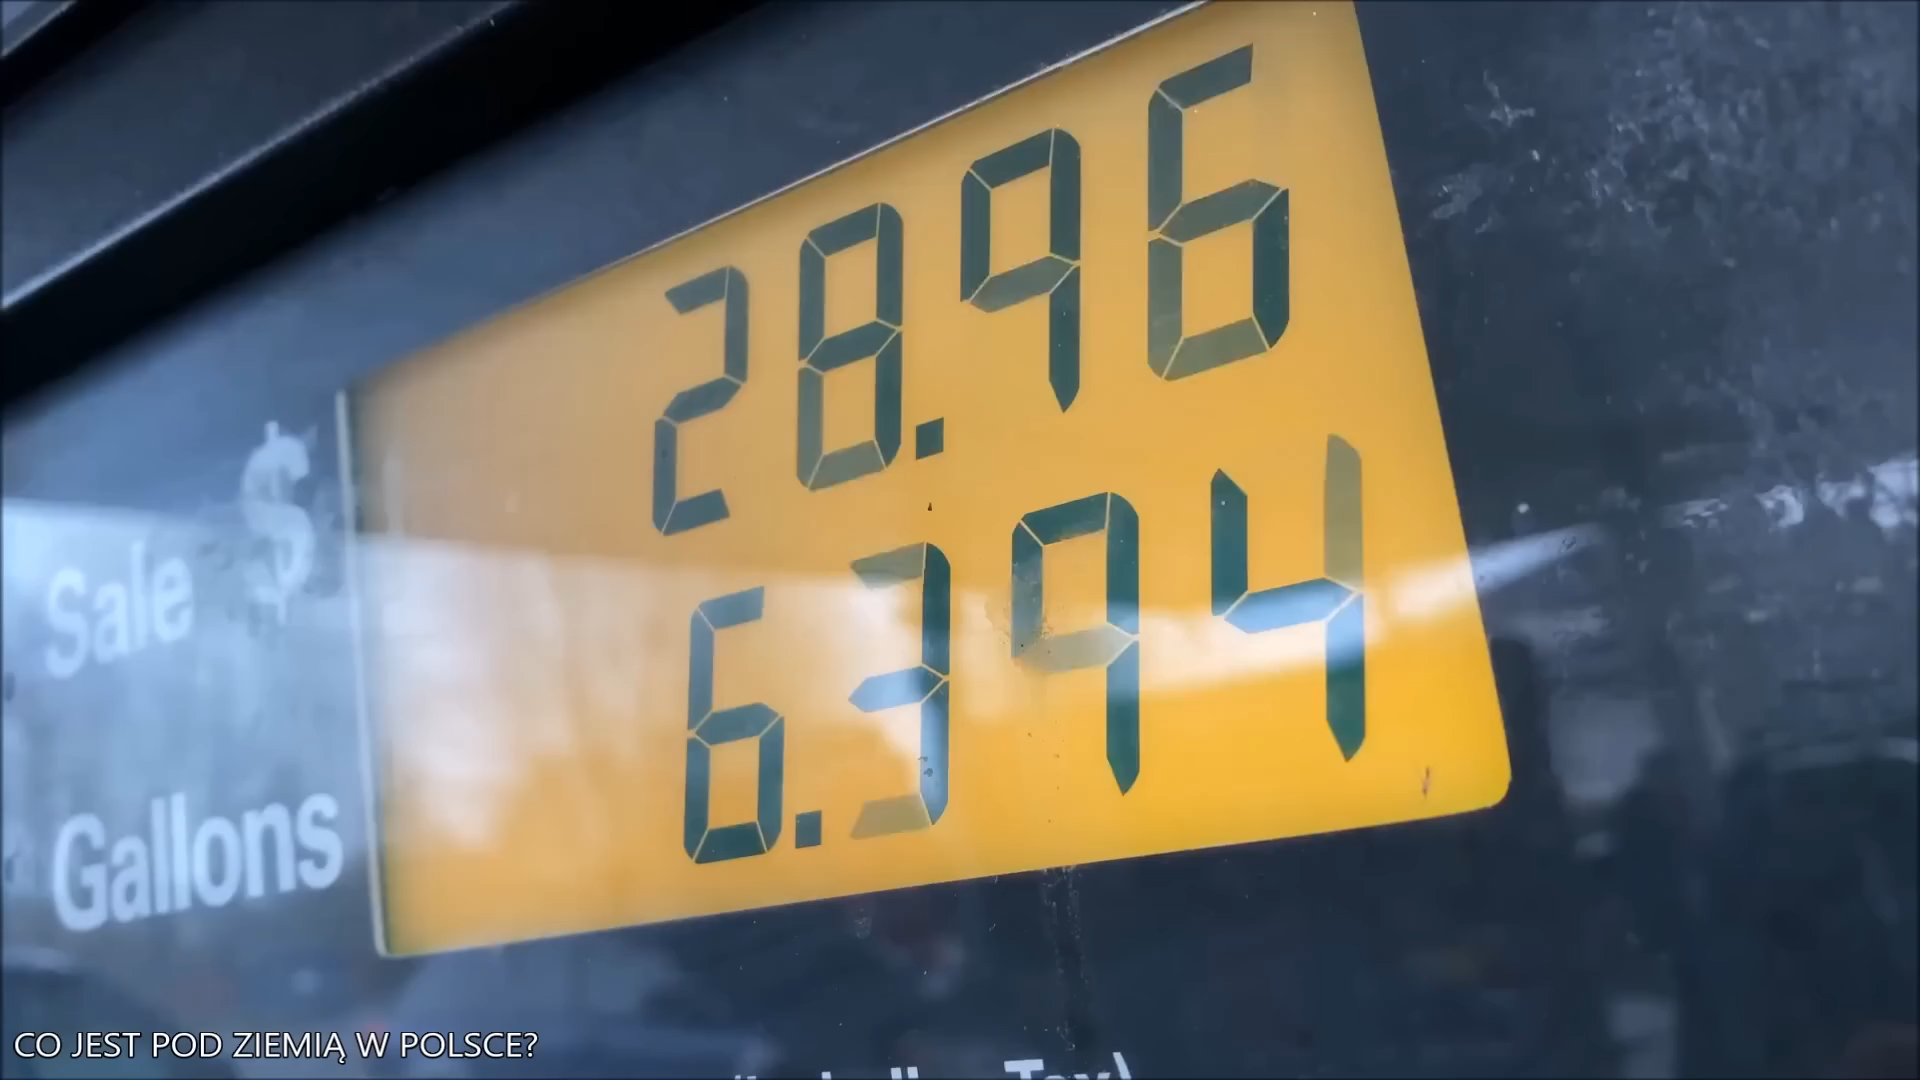 28.96
Sale $
6.394
Gallons
CO JEST POD ZIEMIĄ W POLSCE?